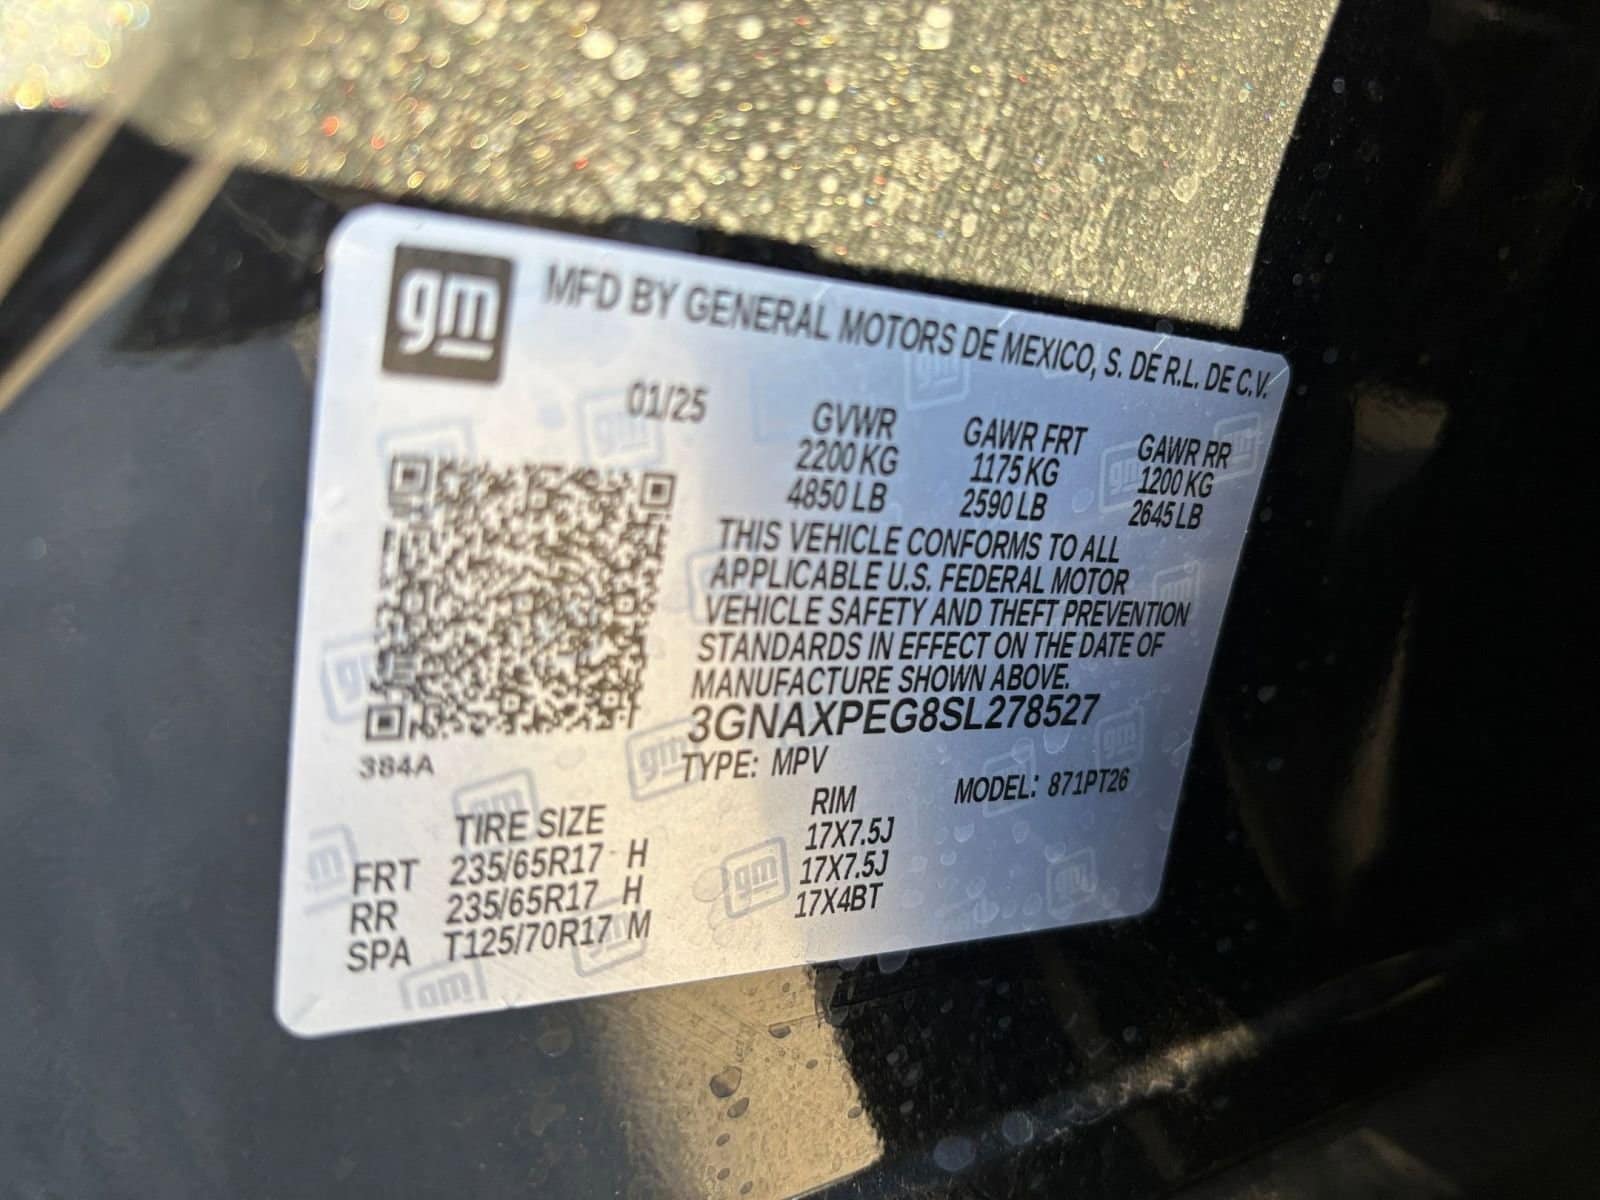 gm MFD BY GENERAL MOTORS DE MEXICO, S. DE R.L. DE C.V.
01/25
GVWR GAWR FRT GAWR RR
2200 KG 1175 KG 1200 KG
4850 LB 2590 LB 2645 LB
THIS VEHICLE CONFORMS TO ALL
APPLICABLE U.S. FEDERAL MOTOR
VEHICLE SAFETY AND THEFT PREVENTION
STANDARDS IN EFFECT ON THE DATE OF
MANUFACTURE SHOWN ABOVE.
3GNAXPEG8SL278527
384A
TYPE: MPV MODEL: 871PT26
TIRE SIZE RIM
FRT 235/65R17 H 17X7.5J
RR 235/65R17 H 17X7.5J
SPA T125/70R17 M 17X4BT